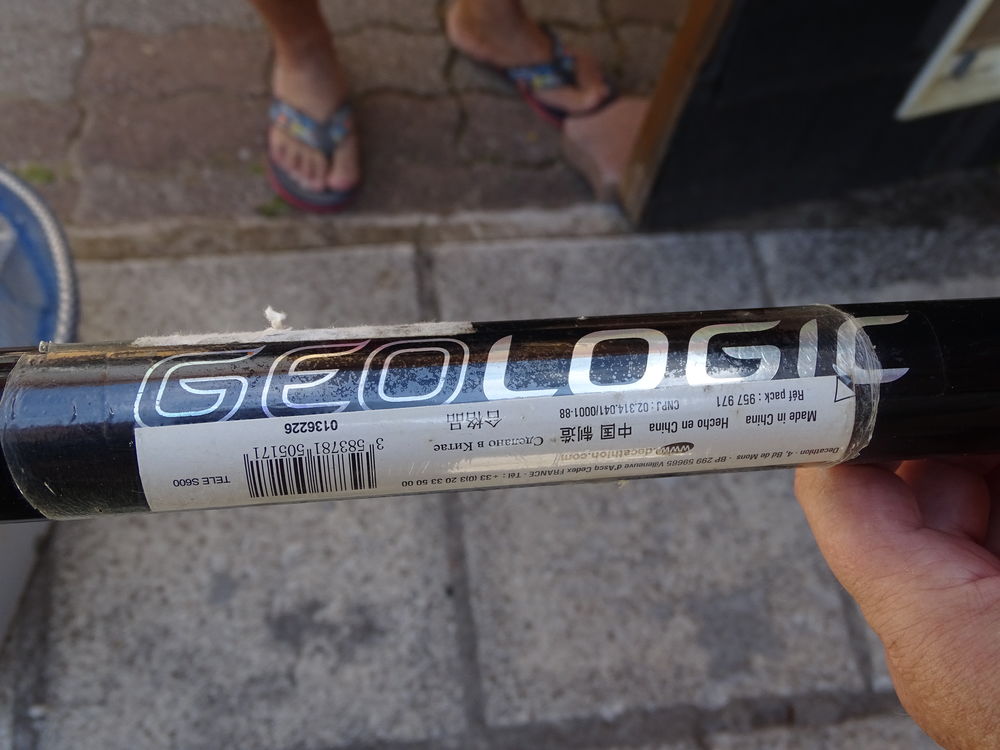 GEOLOGIC
Decathlon - 4, Bd de Mons - BP 299 59665 Villeneuve d'Ascq Cedex FRANCE - Tél : + 33 (0)3 20 33 50 00
www.decathlon.com
Made in China Hecho en China 中国 制造 Сделано в Китае
Réf pack : 957 971 CNPJ : 02.314.041/0001-88 合格品
3 583781 505171
0136226
TELE S600